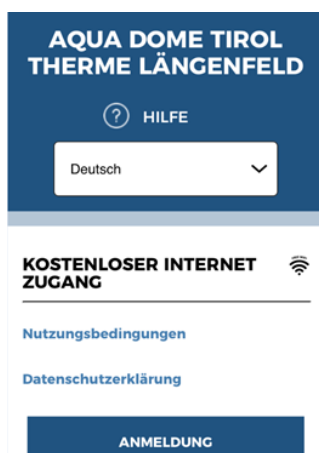 AQUA DOME TIROL
THERME LÄNGENFELD
? HILFE
Deutsch
KOSTENLOSER INTERNET
ZUGANG
Nutzungsbedingungen
Datenschutzerklärung
ANMELDUNG